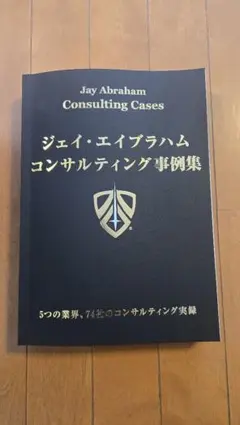 Jay Abraham
Consulting Cases
ジェイ・エイブラハム
コンサルティング事例集
5つの業界、74社のコンサルティング実録